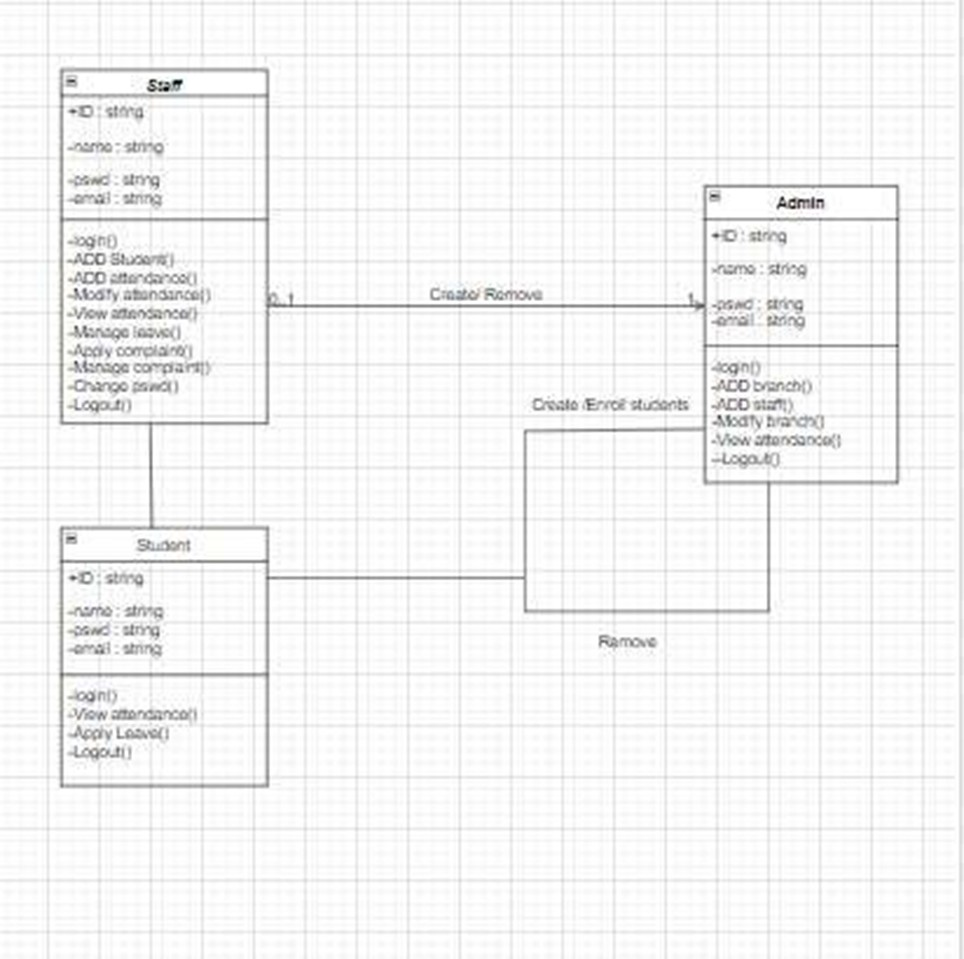 Staff
+ID : string
-name : string
-pswd : string
-email : string
-login()
-ADD Student()
-ADD attendance()
-Modify attendance()
-View attendance()
-Manage leave()
-Apply complaint()
-Manage complaint()
-Change pswd()
-Logout()
0..1
Create/ Remove
1
Admin
+ID : string
-name : string
-pswd : string
-email : string
-login()
-ADD branch()
-ADD staff()
-Modify branch()
-View attendance()
--Logout()
Create /Enroll students
Remove
Student
+ID : string
-name : string
-pswd : string
-email : string
-login()
-View attendance()
-Apply Leave()
-Logout()